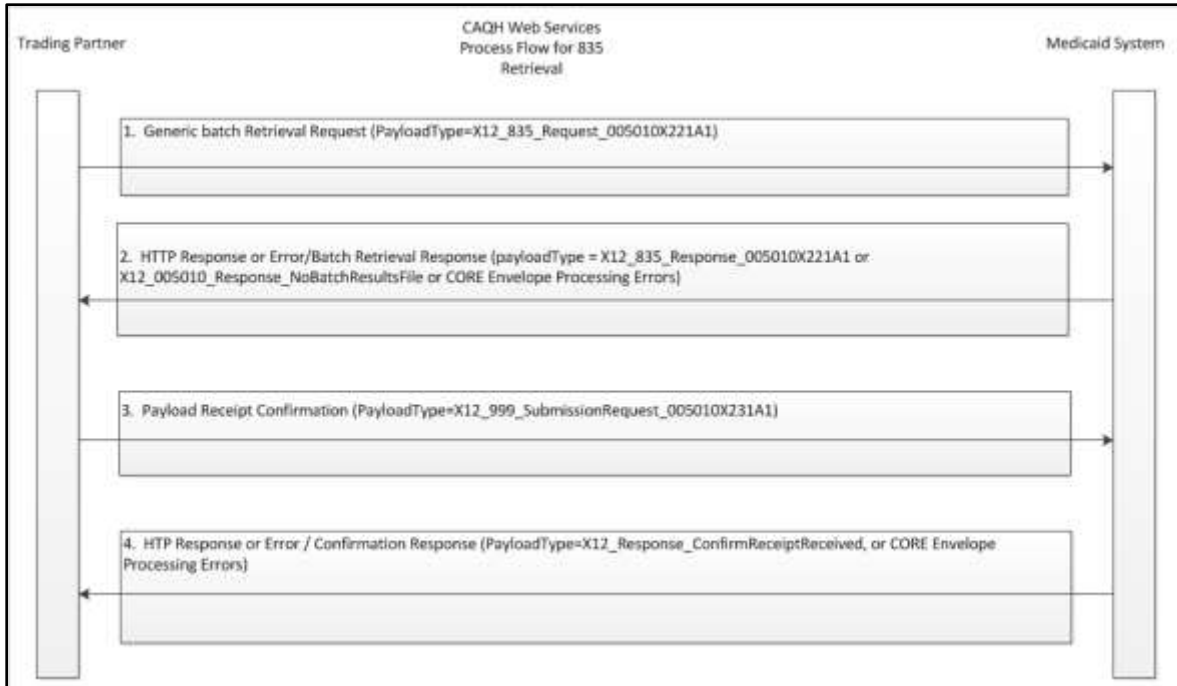 CAQH Web Services
Process Flow for 835
Retrieval
Trading Partner
Medicaid System
1. Generic batch Retrieval Request (PayloadType=X12_835_Request_005010X221A1)
2. HTTP Response or Error/Batch Retrieval Response (payloadType = X12_835_Response_005010X221A1 or
X12_005010_Response_NoBatchResultsFile or CORE Envelope Processing Errors)
3. Payload Receipt Confirmation (PayloadType=X12_999_SubmissionRequest_005010X231A1)
4. HTP Response or Error / Confirmation Response (PayloadType=X12_Response_ConfirmReceiptReceived, or CORE Envelope
Processing Errors)